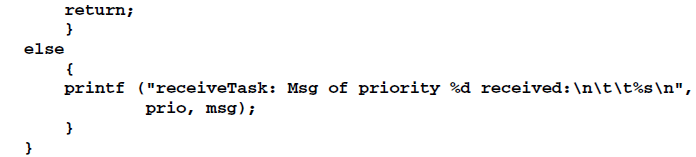 return;
}
else
{
printf ("receiveTask: Msg of priority %d received:\n\t\t%s\n",
prio, msg);
}
}